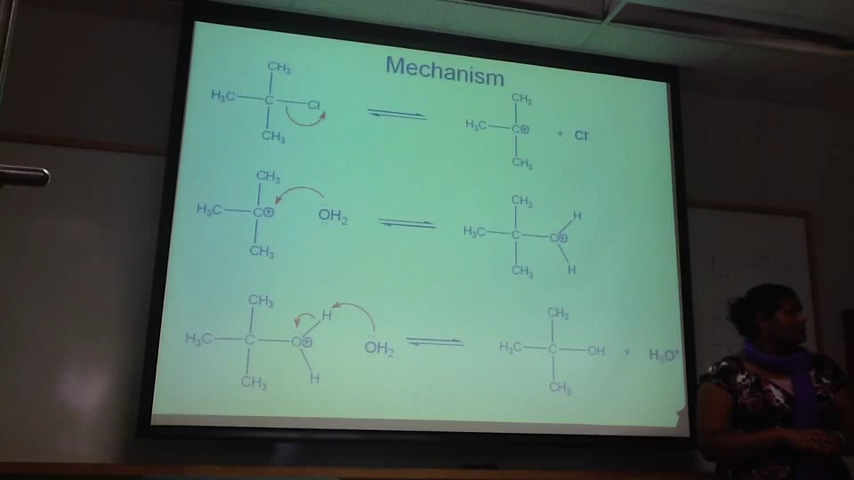 Mechanism
CH₃
H₃C C Cl
CH₃
CH₃
H₃C C⊕ + Cl⁻
CH₃
CH₃
H₃C C⊕ OH₂
CH₃
CH₃ H
H₃C C O⊕
CH₃ H
CH₃ H
H₃C C O⊕ OH₂
CH₃ H
CH₃
H₃C C OH + H₃O⁺
CH₃